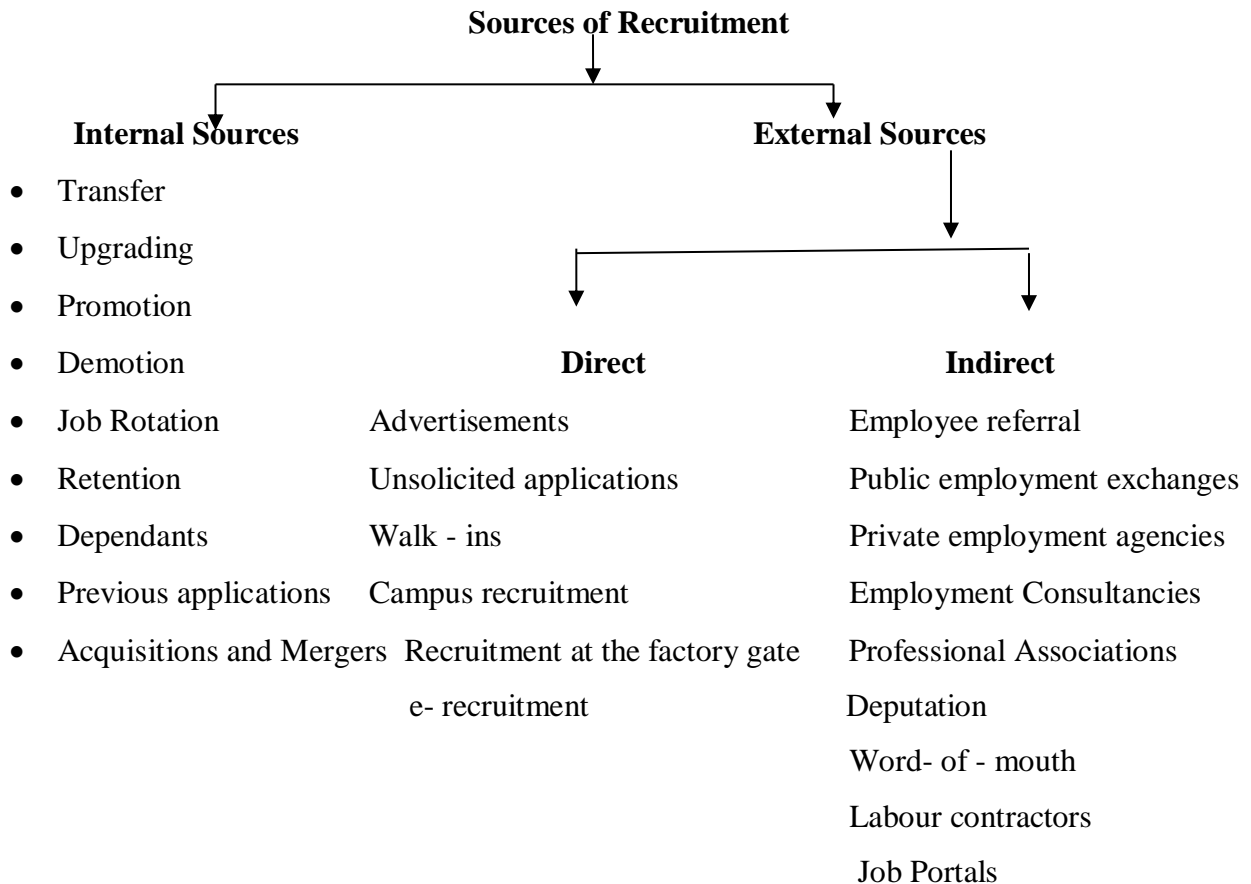 Sources of Recruitment
Internal Sources External Sources
• Transfer
• Upgrading
• Promotion
• Demotion Direct Indirect
• Job Rotation Advertisements Employee referral
• Retention Unsolicited applications Public employment exchanges
• Dependants Walk - ins Private employment agencies
• Previous applications Campus recruitment Employment Consultancies
• Acquisitions and Mergers Recruitment at the factory gate Professional Associations
e- recruitment Deputation
Word- of - mouth
Labour contractors
Job Portals